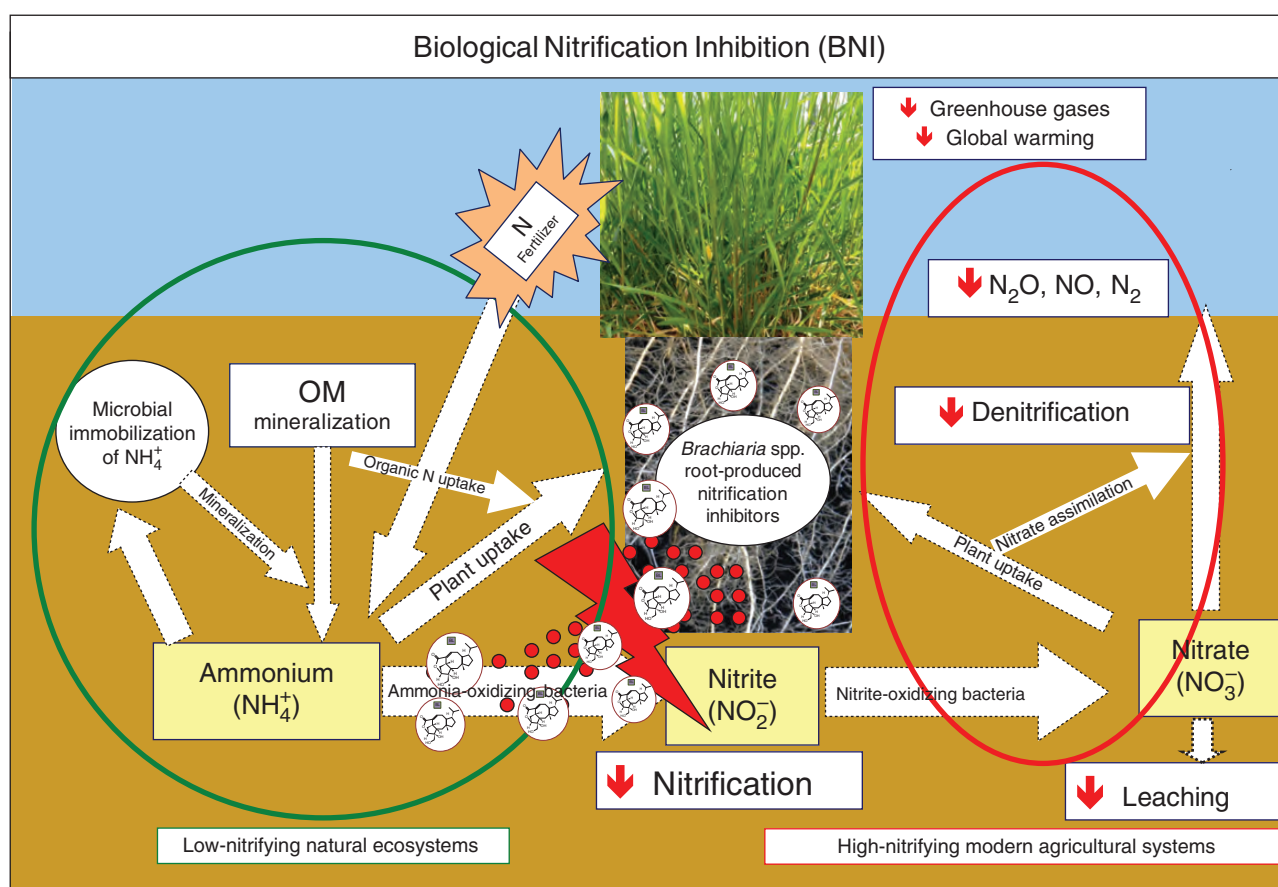 Biological Nitrification Inhibition (BNI)
Greenhouse gases
Global warming
N
Fertilizer
N₂O, NO, N₂
OM
mineralization
Microbial
immobilization
of NH₄⁺
Denitrification
Brachiaria spp.
root-produced
nitrification
inhibitors
Organic N uptake
Mineralization
Plant uptake
Nitrate assimilation
Plant uptake
Ammonium
(NH₄⁺)
Ammonia-oxidizing bacteria
Nitrite
(NO₂⁻)
Nitrite-oxidizing bacteria
Nitrate
(NO₃⁻)
Nitrification
Leaching
Low-nitrifying natural ecosystems
High-nitrifying modern agricultural systems